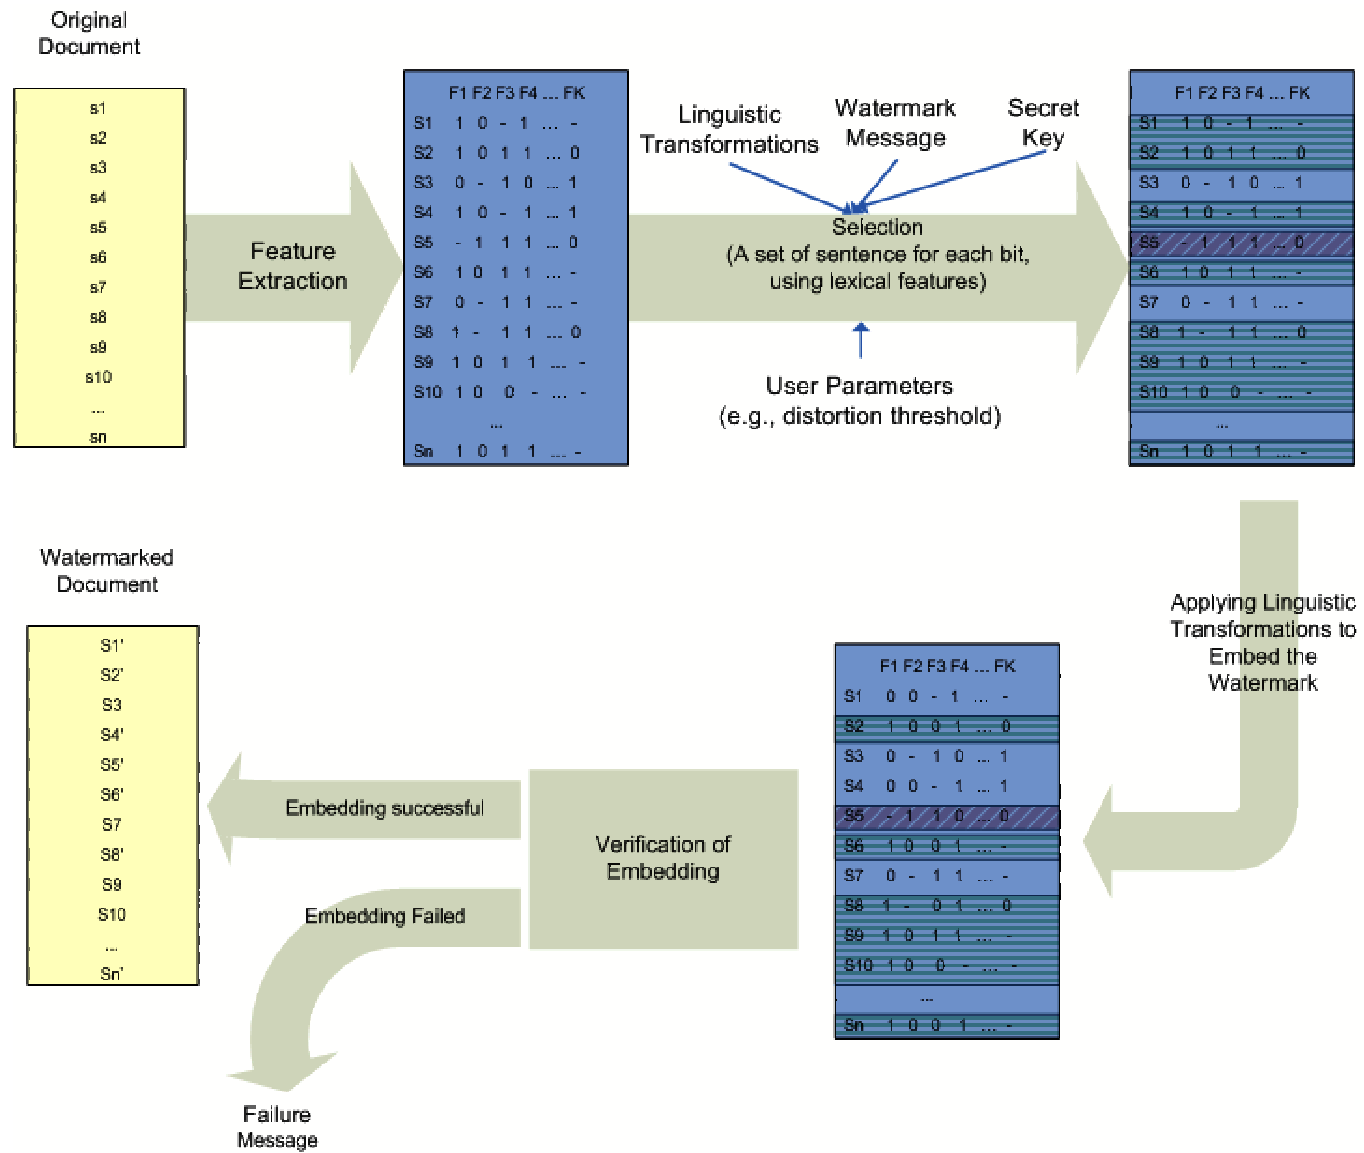 Original
Document
s1
s2
s3
s4
s5
s6
s7
s8
s9
s10
...
sn
Feature
Extraction
F1 F2 F3 F4 ... FK
S1 1 0 - 1 ... -
S2 1 0 1 1 ... 0
S3 0 - 1 0 ... 1
S4 1 0 - 1 ... 1
S5 - 1 1 1 ... 0
S6 1 0 1 1 ... -
S7 0 - 1 1 ... -
S8 1 - 1 1 ... 0
S9 1 0 1 1 ... -
S10 1 0 0 - ... -
...
Sn 1 0 1 1 ... -
Linguistic
Transformations
Watermark
Message
Secret
Key
Selection
(A set of sentence for each bit,
using lexical features)
User Parameters
(e.g., distortion threshold)
F1 F2 F3 F4 ... FK
S1 1 0 - 1 ... -
S2 1 0 1 1 ... 0
S3 0 - 1 0 ... 1
S4 1 0 - 1 ... 1
S5 - 1 1 1 ... 0
S6 1 0 1 1 ... -
S7 0 - 1 1 ... -
S8 1 - 1 1 ... 0
S9 1 0 1 1 ... -
S10 1 0 0 - ... -
...
Sn 1 0 1 1 ... -
Applying Linguistic
Transformations to
Embed the
Watermark
F1 F2 F3 F4 ... FK
S1 0 0 - 1 ... -
S2 1 0 0 1 ... 0
S3 0 - 1 0 ... 1
S4 0 0 - 1 ... 1
S5 - 1 1 0 ... 0
S6 1 0 0 1 ... -
S7 0 - 1 1 ... -
S8 1 - 0 1 ... 0
S9 1 0 1 1 ... -
S10 1 0 0 - ... -
...
Sn 1 0 0 1 ... -
Verification of
Embedding
Embedding successful
Embedding Failed
Failure
Message
Watermarked
Document
S1'
S2'
S3
S4'
S5'
S6'
S7
S8'
S9
S10
...
Sn'